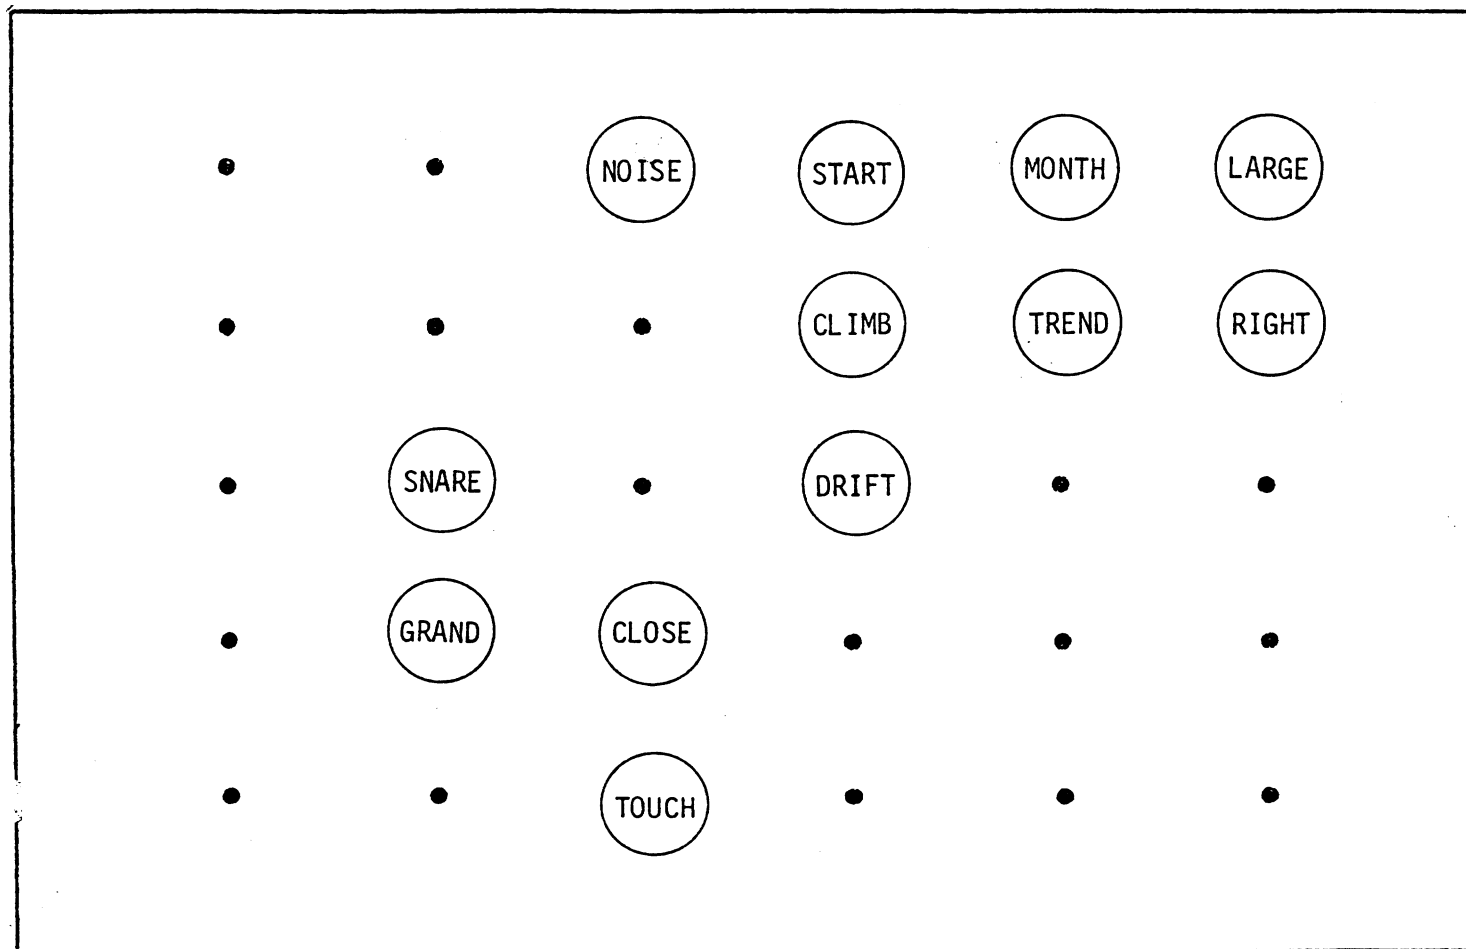 NOISE START MONTH LARGE
CLIMB TREND RIGHT
SNARE DRIFT
GRAND CLOSE
TOUCH